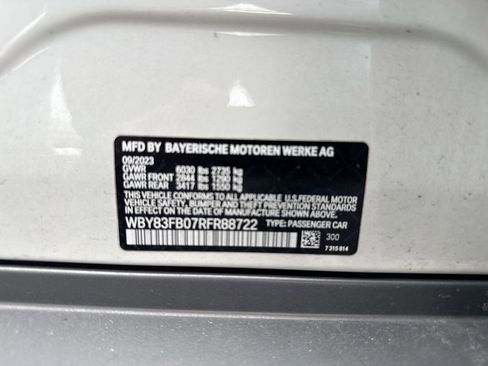 MFD BY BAYERISCHE MOTOREN WERKE AG
09/2023
GVWR 6030 lbs 2735 kg
GAWR FRONT 2844 lbs 1290 kg
GAWR REAR 3417 lbs 1550 kg
THIS VEHICLE CONFORMS TO ALL APPLICABLE U.S. FEDERAL MOTOR
VEHICLE SAFETY, BUMPER AND THEFT PREVENTION STANDARDS IN
EFFECT ON THE DATE OF MANUFACTURE SHOWN ABOVE.
WBY83FB07RFR88722 TYPE: PASSENGER CAR
300
7 315 814